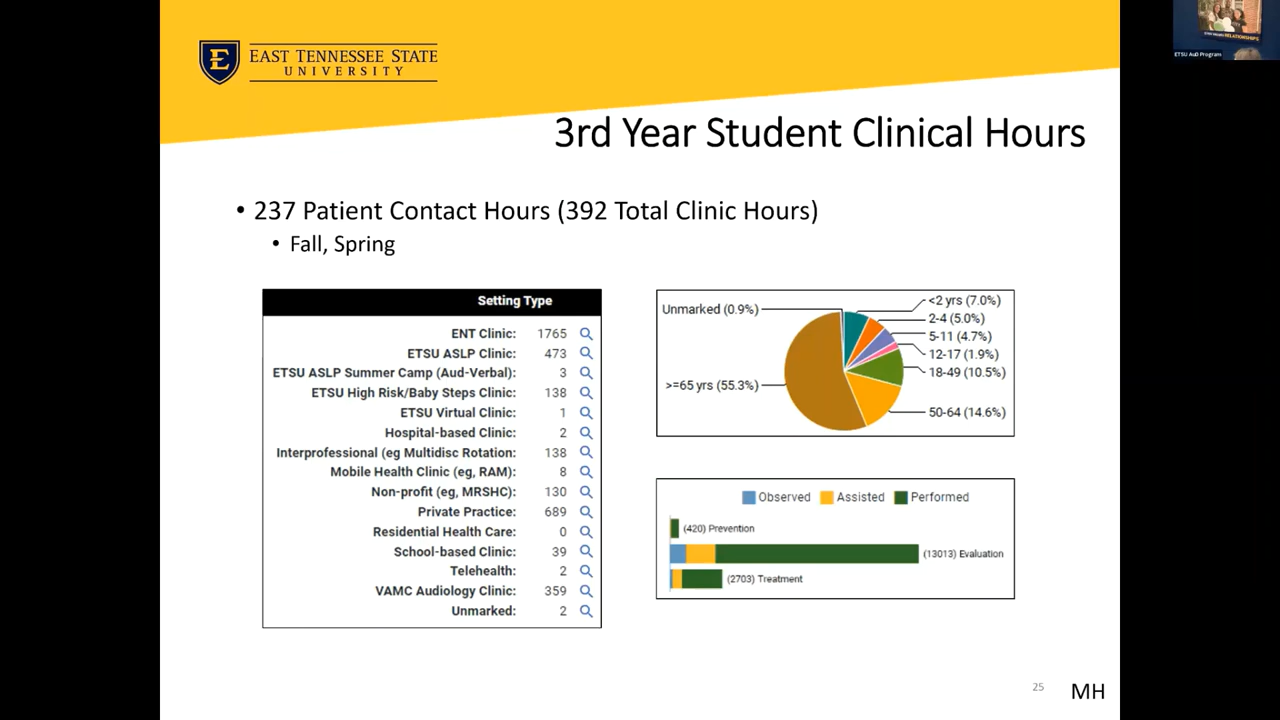 EAST TENNESSEE STATE
UNIVERSITY
ETSU AuD Program
3rd Year Student Clinical Hours
• 237 Patient Contact Hours (392 Total Clinic Hours)
• Fall, Spring
Setting Type
ENT Clinic: 1765
ETSU ASLP Clinic: 473
ETSU ASLP Summer Camp (Aud-Verbal): 3
ETSU High Risk/Baby Steps Clinic: 138
ETSU Virtual Clinic: 1
Hospital-based Clinic: 2
Interprofessional (eg Multidisc Rotation: 138
Mobile Health Clinic (eg, RAM): 8
Non-profit (eg, MRSHC): 130
Private Practice: 689
Residential Health Care: 0
School-based Clinic: 39
Telehealth: 2
VAMC Audiology Clinic: 359
Unmarked: 2
Unmarked (0.9%)
<2 yrs (7.0%)
2-4 (5.0%)
5-11 (4.7%)
12-17 (1.9%)
18-49 (10.5%)
>=65 yrs (55.3%)
50-64 (14.6%)
Observed Assisted Performed
(420) Prevention
(13013) Evaluation
(2703) Treatment
25
MH